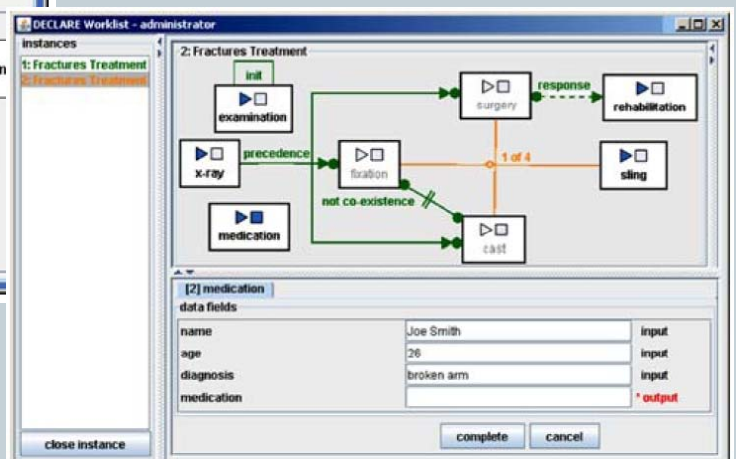 DECLARE Worklist - administrator
instances
1: Fractures Treatment
2: Fractures Treatment
close instance
2: Fractures Treatment
init
examination
surgery
response
rehabilitation
x-ray
precedence
fixation
1 of 4
sling
not co-existence
medication
cast
[2] medication
data fields
name Joe Smith input
age 26 input
diagnosis broken arm input
medication * output
complete cancel